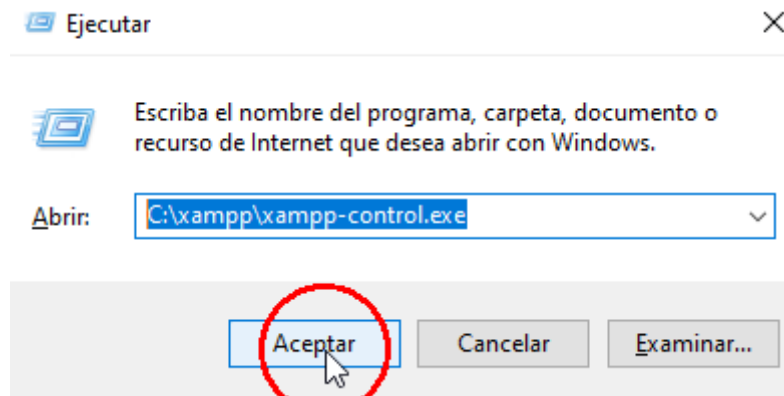 Ejecutar
Escriba el nombre del programa, carpeta, documento o
recurso de Internet que desea abrir con Windows.
Abrir: C:\xampp\xampp-control.exe
Aceptar Cancelar Examinar...